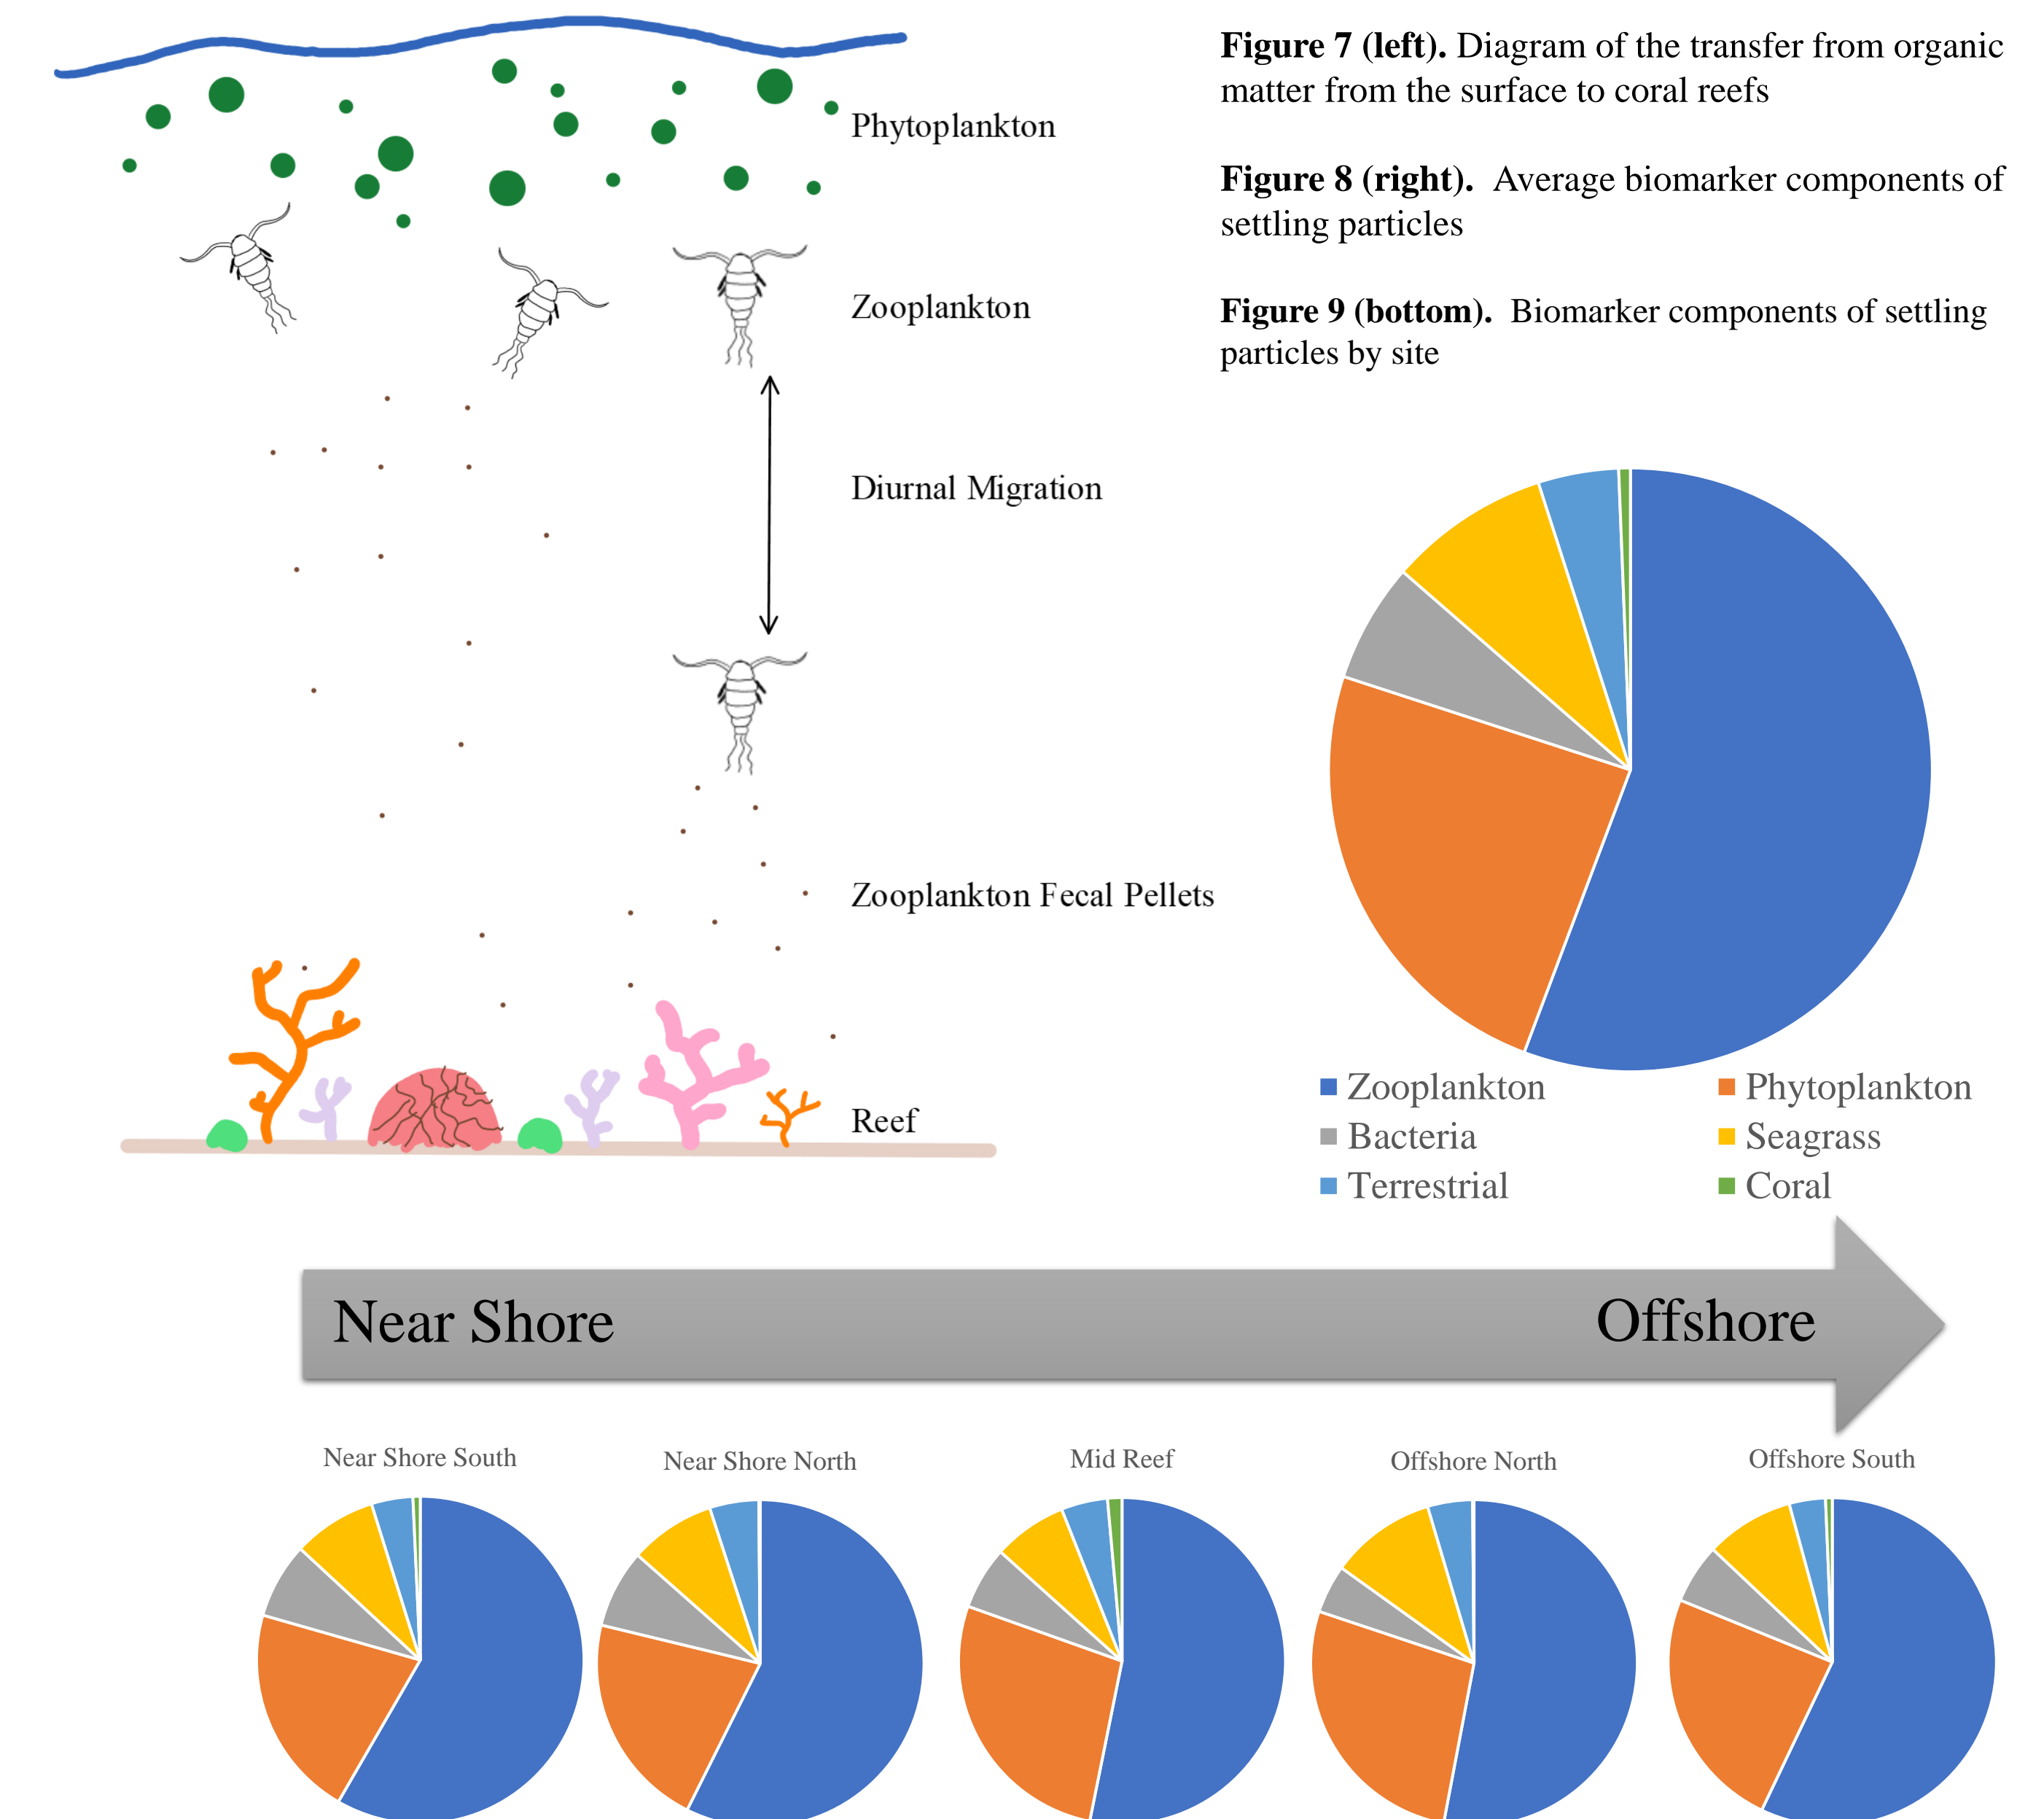 Figure 7 (left). Diagram of the transfer from organic
matter from the surface to coral reefs
Figure 8 (right).  Average biomarker components of
settling particles
Figure 9 (bottom).  Biomarker components of settling
particles by site
Phytoplankton
Zooplankton
Diurnal Migration
Zooplankton Fecal Pellets
Reef
Zooplankton
Phytoplankton
Bacteria
Seagrass
Terrestrial
Coral
Near Shore
Offshore
Near Shore South
Near Shore North
Mid Reef
Offshore North
Offshore South